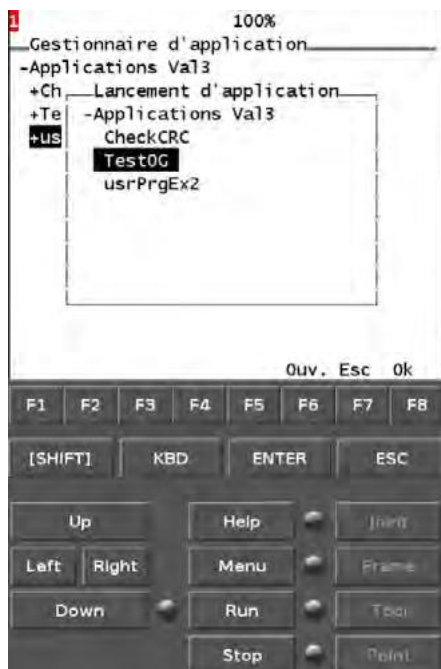 1 100%
Gestionnaire d'application
-Applications Val3
+Ch Lancement d'application
+Te -Applications Val3
+us CheckCRC
TestOG
usrPrgEx2
Ouv. Esc Ok
F1 F2 F3 F4 F5 F6 F7 F8
[SHIFT] KBD ENTER ESC
Up Help Joint
Left Right Menu Frame
Down Run Tool
Stop Point